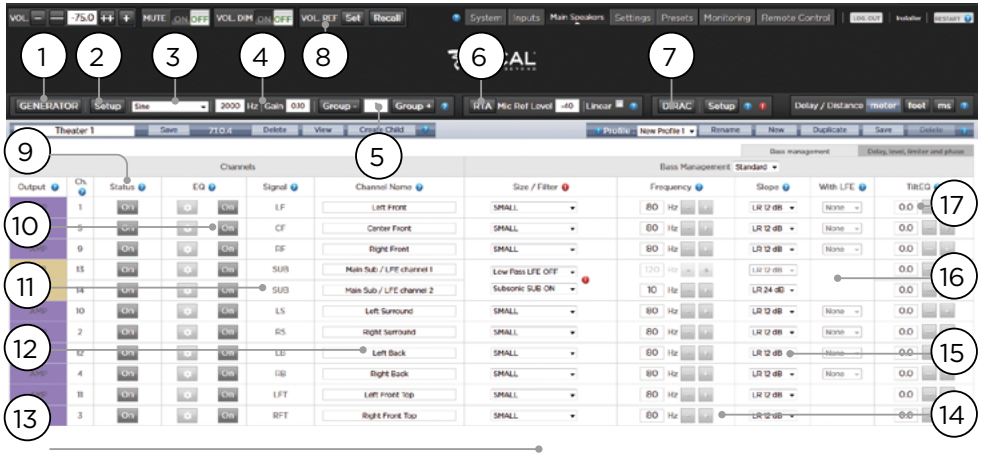 VOL. — — -75.0 ++ + MUTE ON OFF VOL. DIM ON OFF VOL. REF Set Recall System Inputs Main Speakers Settings Presets Monitoring Remote Control LOG OUT Installer RESTART
1 2 3 4 8 6 7
CAL
GENERATOR Setup Sine 2000 Hz Gain 0.10 Group - Group + RTA Mic Ref Level -40 Linear DIRAC Setup Delay / Distance meter feet ms
Theater 1 Save 7.1.0.4 Delete View Create Child Profile New Profile 1 Rename New Duplicate Save Delete
9 5
Bass management Delay, level, limiter and phase
Channels Bass Management Standard
Output Ch. Status EQ Signal Channel Name Size / Filter Frequency Slope With LFE TiltEQ
1 On On LF Left Front SMALL 80 Hz LR 12 dB None 0.0 17
10 5 On On CF Center Front SMALL 80 Hz LR 12 dB None
9 On On RF Right Front SMALL 80 Hz LR 12 dB None 0.0
13 On On SUB Main Sub / LFE channel 1 Low Pass LFE OFF 120 Hz LR 12 dB 0.0 16
11 14 On On SUB Main Sub / LFE channel 2 Subsonic SUB ON 10 Hz LR 24 dB 0.0
AMP 10 On On LS Left Surround SMALL 80 Hz LR 12 dB None 0.0
2 On On RS Right Surround SMALL 80 Hz LR 12 dB None 0.0
12 12 On On LB Left Back SMALL 80 Hz LR 12 dB None 0.0 15
AMP 4 On On RB Right Back SMALL 80 Hz LR 12 dB None 0.0
11 On On LFT Left Front Top SMALL 80 Hz LR 12 dB 0.0
13 3 On On RFT Right Front Top SMALL 80 Hz LR 12 dB 0.0 14